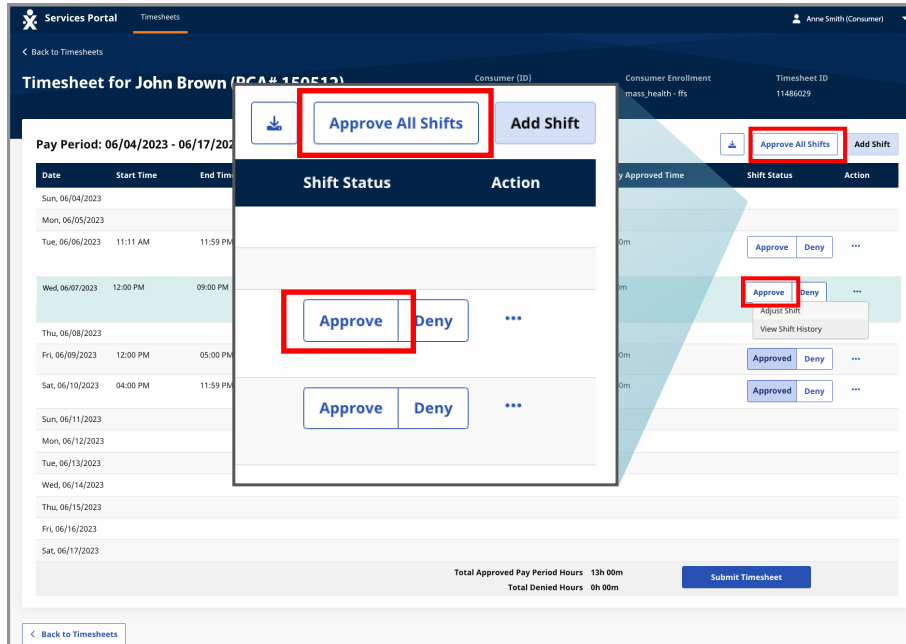 Services Portal Timesheets Anne Smith (Consumer)
Back to Timesheets
Timesheet for John Brown (PCA# 150512) Consumer (ID) Consumer Enrollment Timesheet ID
mass_health - ffs 11486029
Approve All Shifts Add Shift
Shift Status Action
Approve Deny ...
Approve Deny ...
Pay Period: 06/04/2023 - 06/17/202 Approve All Shifts Add Shift
Date Start Time End Tim y Approved Time Shift Status Action
Sun, 06/04/2023
Mon, 06/05/2023
Tue, 06/06/2023 11:11 AM 11:59 PM 0m Approve Deny ...
Wed, 06/07/2023 12:00 PM 09:00 PM 0m Approve Deny ...
Adjust Shift
View Shift History
Thu, 06/08/2023
Fri, 06/09/2023 12:00 PM 05:00 PM 0m Approved Deny ...
Sat, 06/10/2023 04:00 PM 11:59 PM 0m Approved Deny ...
Sun, 06/11/2023
Mon, 06/12/2023
Tue, 06/13/2023
Wed, 06/14/2023
Thu, 06/15/2023
Fri, 06/16/2023
Sat, 06/17/2023
Total Approved Pay Period Hours 13h 00m Submit Timesheet
Total Denied Hours 0h 00m
Back to Timesheets